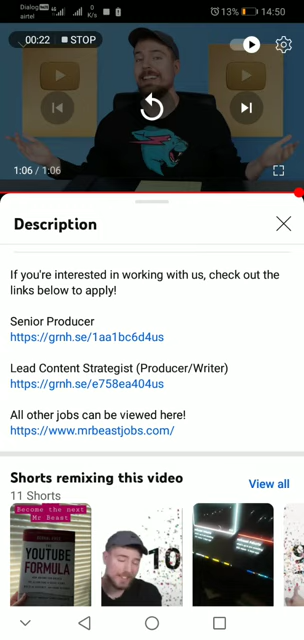 Dialog
airtel
0
K/s
13%
14:50
00:22 STOP
1:06 / 1:06
Description
If you're interested in working with us, check out the
links below to apply!
Senior Producer
https://grnh.se/1aa1bc6d4us
Lead Content Strategist (Producer/Writer)
https://grnh.se/e758ea404us
All other jobs can be viewed here!
https://www.mrbeastjobs.com/
Shorts remixing this video
11 Shorts
View all
Become the next
Mr Beast
THE
YOUTUBE
FORMULA
10